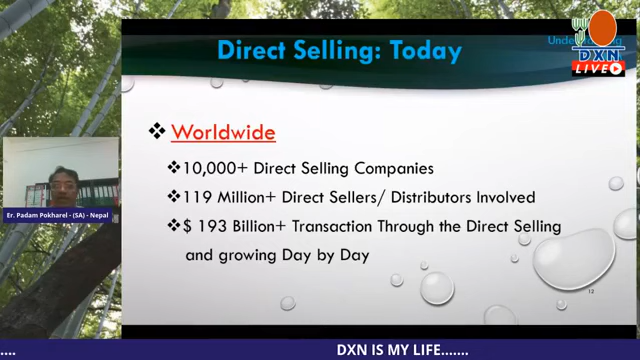 Direct Selling: Today
DXN
LIVE
Worldwide
10,000+ Direct Selling Companies
119 Million+ Direct Sellers/ Distributors Involved
$ 193 Billion+ Transaction Through the Direct Selling
and growing Day by Day
12
Er. Padam Pokharel - (SA) - Nepal
.... DXN IS MY LIFE.......